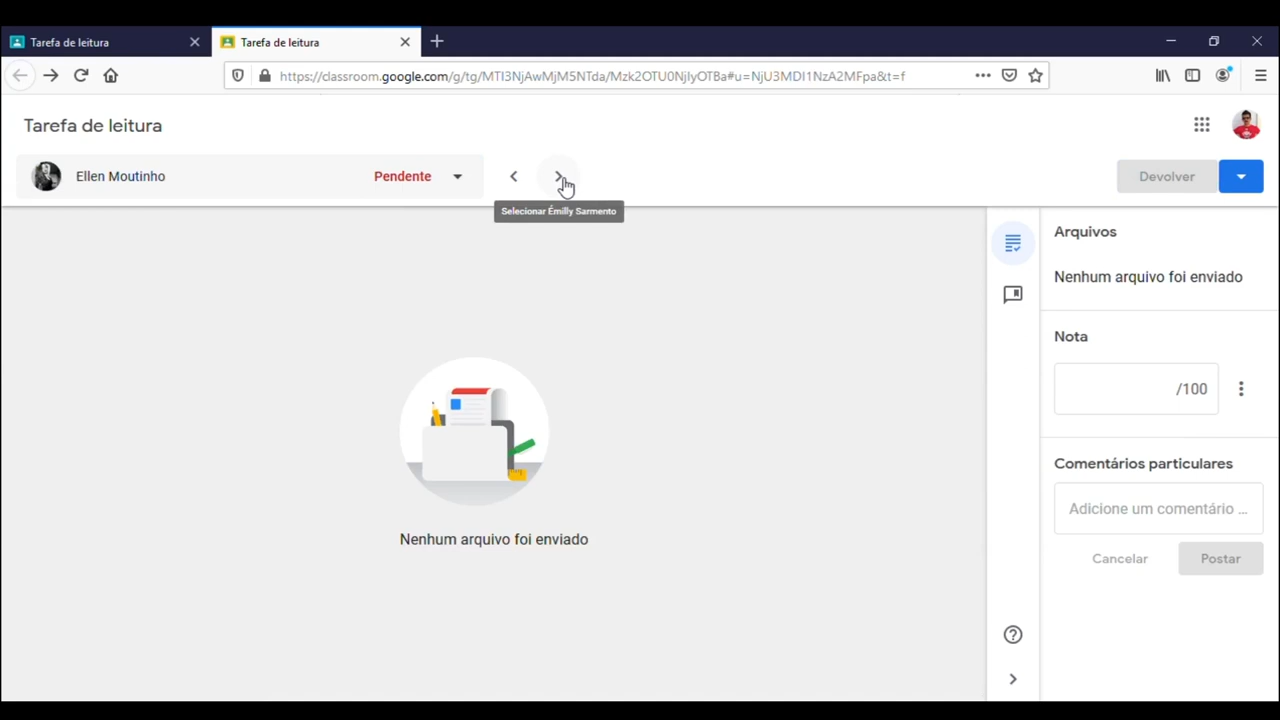 Tarefa de leitura
Tarefa de leitura
https://classroom.google.com/g/tg/MTI3NjAwMjM5NTda/Mzk2OTU0NjIyOTBa#u=NjU3MDI1NzA2MFpa&t=f
Tarefa de leitura
Ellen Moutinho
Pendente
Devolver
Selecionar Émilly Sarmento
Arquivos
Nenhum arquivo foi enviado
Nota
/100
Comentários particulares
Adicione um comentário ...
Cancelar
Postar
Nenhum arquivo foi enviado